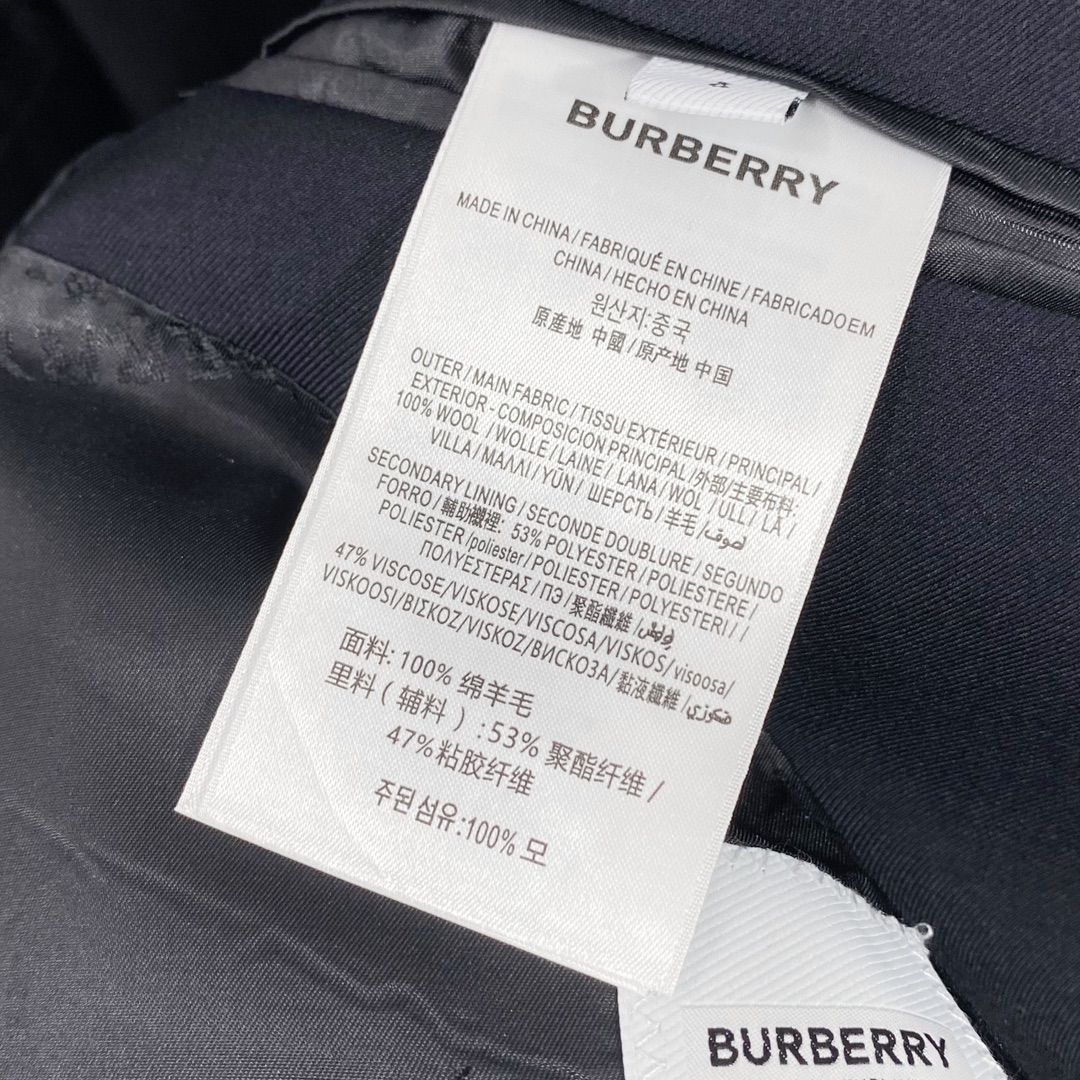 BURBERRY
MADE IN CHINA / FABRIQUÉ EN CHINE / FABRICADO EM
CHINA / HECHO EN CHINA
원산지:중국
原産地 中國 / 原产地 中国
OUTER / MAIN FABRIC / TISSU EXTÉRIEUR / PRINCIPAL /
EXTERIOR - COMPOSICION PRINCIPAL / 外部/主要布料:
100% WOOL / WOLLE / LAINE / LANA / WOL / ULL / LÃ /
VILLA / ΜΑΛΛΙ / YÜN / ШЕРСТЬ / 羊毛 / صوف
SECONDARY LINING / SECONDE DOUBLURE / SEGUNDO
FORRO / 輔助襯裡: 53% POLYESTER / POLIESTERE /
POLIESTER /poliester / POLIESTER / POLYESTERI / /
ΠΟΛΥΕΣΤΕΡΑΣ / ПЭ / 聚酯纖維 /
47% VISCOSE/VISKOSE/VISCOSA/VISKOS/visoosa/
VISKOOSI/ΒΙΣΚΟΖ/VISKOZ/ВИСКОЗА/黏液纖維 /
面料: 100% 绵羊毛
里料 ( 辅料 ) :53% 聚酯纤维 /
47%粘胶纤维
주된 섬유:100% 모
BURBERRY